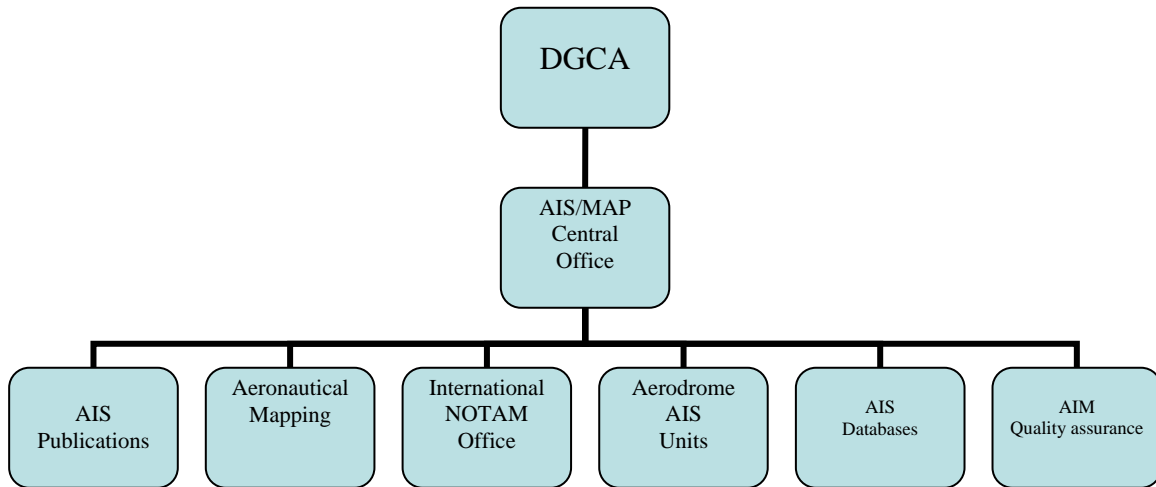 DGCA
AIS/MAP
Central
Office
AIS
Publications
Aeronautical
Mapping
International
NOTAM
Office
Aerodrome
AIS
Units
AIS
Databases
AIM
Quality assurance